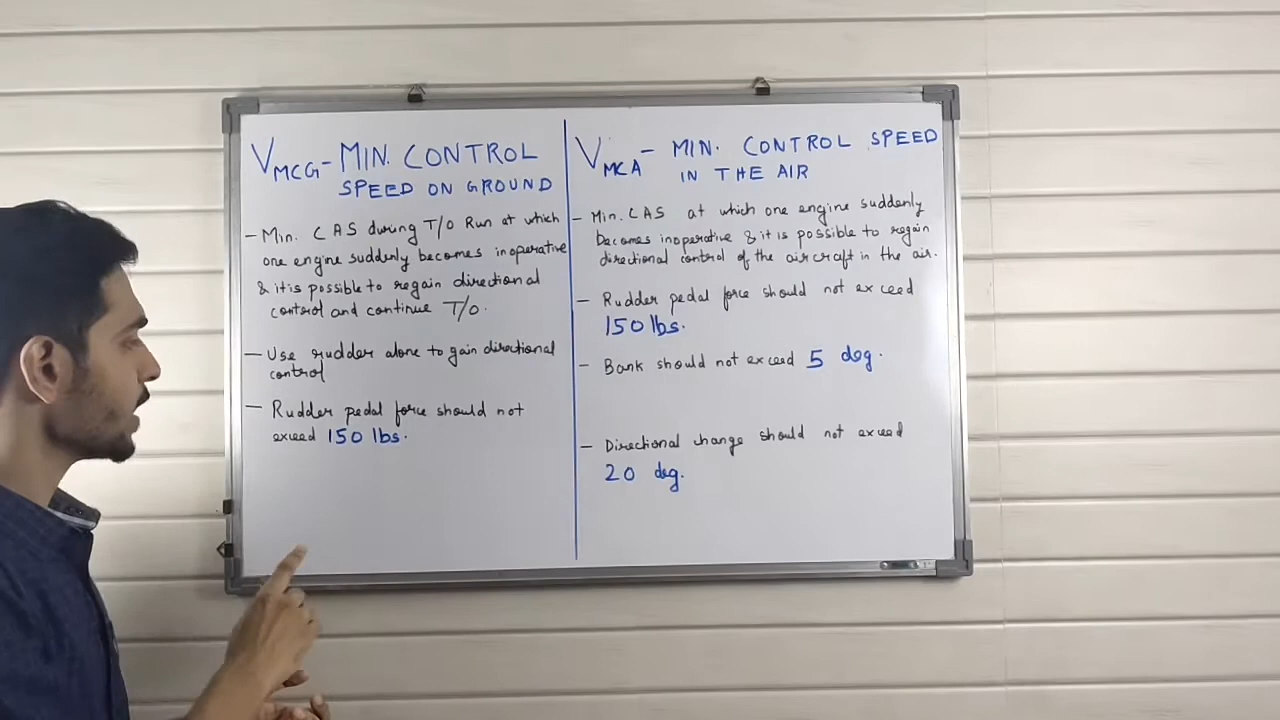 VMCG - MIN. CONTROL
SPEED ON GROUND
- Min. CAS during T/O Run at which
one engine suddenly becomes inoperative
& it is possible to regain directional
control and continue T/O.
- Use rudder alone to gain directional
control
- Rudder pedal force should not
exceed 150 lbs.
VMCA - MIN. CONTROL SPEED
IN THE AIR
- Min. CAS at which one engine suddenly
becomes inoperative & it is possible to regain
directional control of the aircraft in the air.
- Rudder pedal force should not exceed
150 lbs.
- Bank should not exceed 5 deg.
- Directional change should not exceed
20 deg.